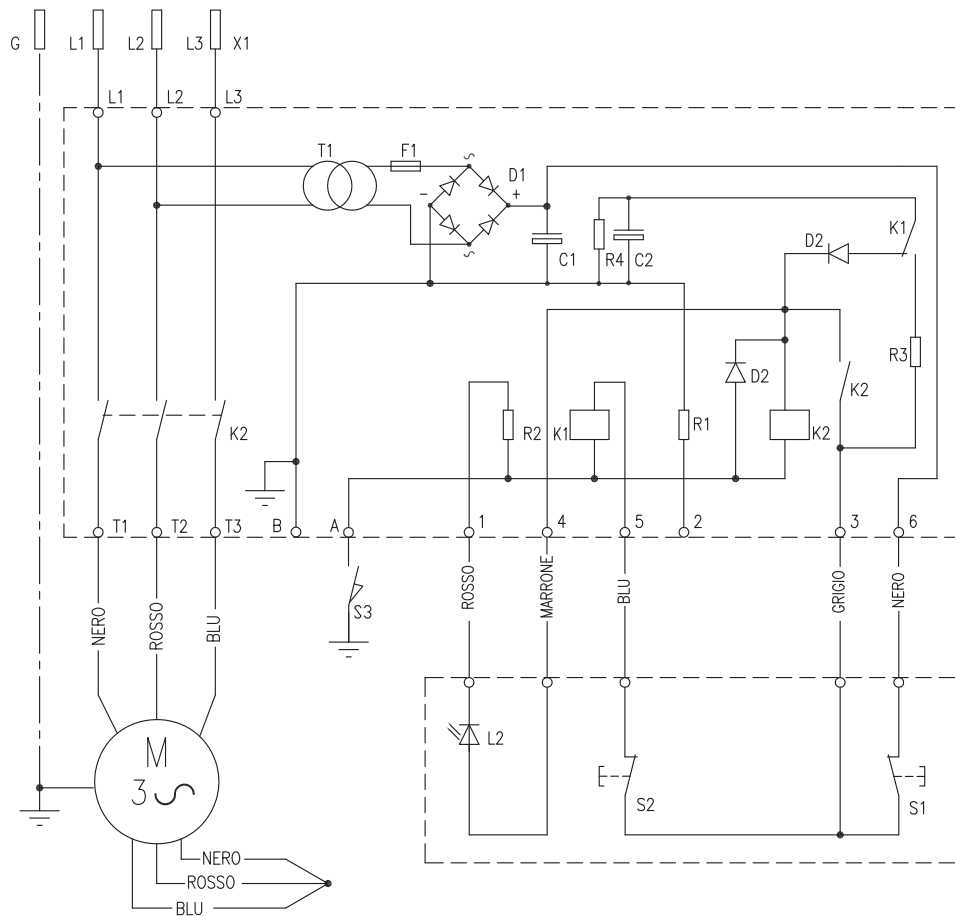 G L1 L2 L3 X1
L1 L2 L3
T1 F1
~
D1
- +
~
C1 R4 C2 D2 K1
R3
D2 K2
K2 R2 K1 R1 K2
T1 T2 T3 B A 1 4 5 2 3 6
NERO ROSSO BLU S3 ROSSO MARRONE BLU GRIGIO NERO
L2
M
3~
S2 S1
NERO
ROSSO
BLU